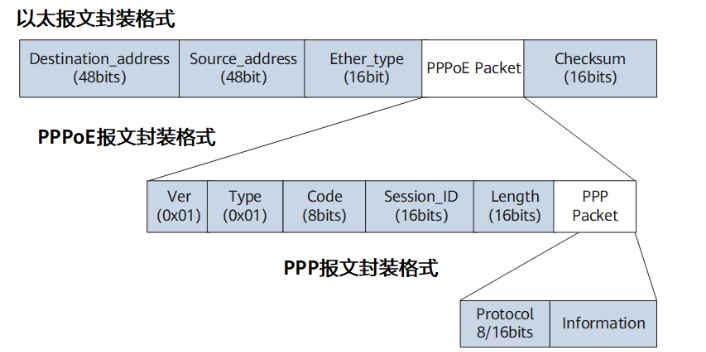 以太报文封装格式
Destination_address Source_address Ether_type PPPoE Packet Checksum
(48bits) (48bit) (16bit) (16bits)
PPPoE报文封装格式
Ver Type Code Session_ID Length PPP
(0x01) (0x01) (8bits) (16bits) (16bits) Packet
PPP报文封装格式
Protocol Information
8/16bits